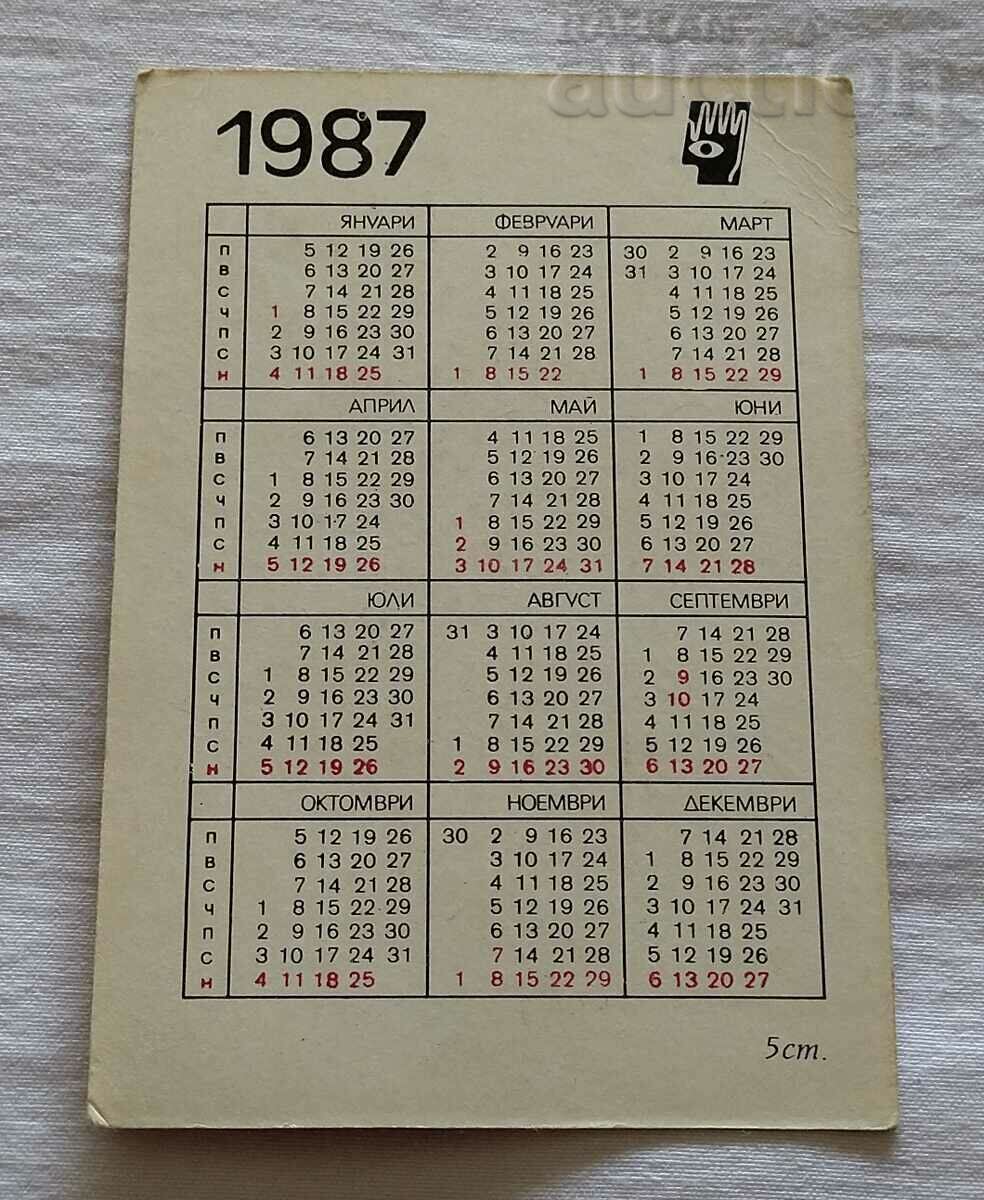 auction
1987
ЯНУАРИ ФЕВРУАРИ МАРТ
П 5 12 19 26 2 9 16 23 30 2 9 16 23
В 6 13 20 27 3 10 17 24 31 3 10 17 24
С 7 14 21 28 4 11 18 25 4 11 18 25
Ч 1 8 15 22 29 5 12 19 26 5 12 19 26
П 2 9 16 23 30 6 13 20 27 6 13 20 27
С 3 10 17 24 31 7 14 21 28 7 14 21 28
Н 4 11 18 25 1 8 15 22 1 8 15 22 29
АПРИЛ МАЙ ЮНИ
П 6 13 20 27 4 11 18 25 1 8 15 22 29
В 7 14 21 28 5 12 19 26 2 9 16 23 30
С 1 8 15 22 29 6 13 20 27 3 10 17 24
Ч 2 9 16 23 30 7 14 21 28 4 11 18 25
П 3 10 17 24 1 8 15 22 29 5 12 19 26
С 4 11 18 25 2 9 16 23 30 6 13 20 27
Н 5 12 19 26 3 10 17 24 31 7 14 21 28
ЮЛИ АВГУСТ СЕПТЕМВРИ
П 6 13 20 27 31 3 10 17 24 7 14 21 28
В 7 14 21 28 4 11 18 25 1 8 15 22 29
С 1 8 15 22 29 5 12 19 26 2 9 16 23 30
Ч 2 9 16 23 30 6 13 20 27 3 10 17 24
П 3 10 17 24 31 7 14 21 28 4 11 18 25
С 4 11 18 25 1 8 15 22 29 5 12 19 26
Н 5 12 19 26 2 9 16 23 30 6 13 20 27
ОКТОМВРИ НОЕМВРИ ДЕКЕМВРИ
П 5 12 19 26 30 2 9 16 23 7 14 21 28
В 6 13 20 27 3 10 17 24 1 8 15 22 29
С 7 14 21 28 4 11 18 25 2 9 16 23 30
Ч 1 8 15 22 29 5 12 19 26 3 10 17 24 31
П 2 9 16 23 30 6 13 20 27 4 11 18 25
С 3 10 17 24 31 7 14 21 28 5 12 19 26
Н 4 11 18 25 1 8 15 22 29 6 13 20 27
5 ст.